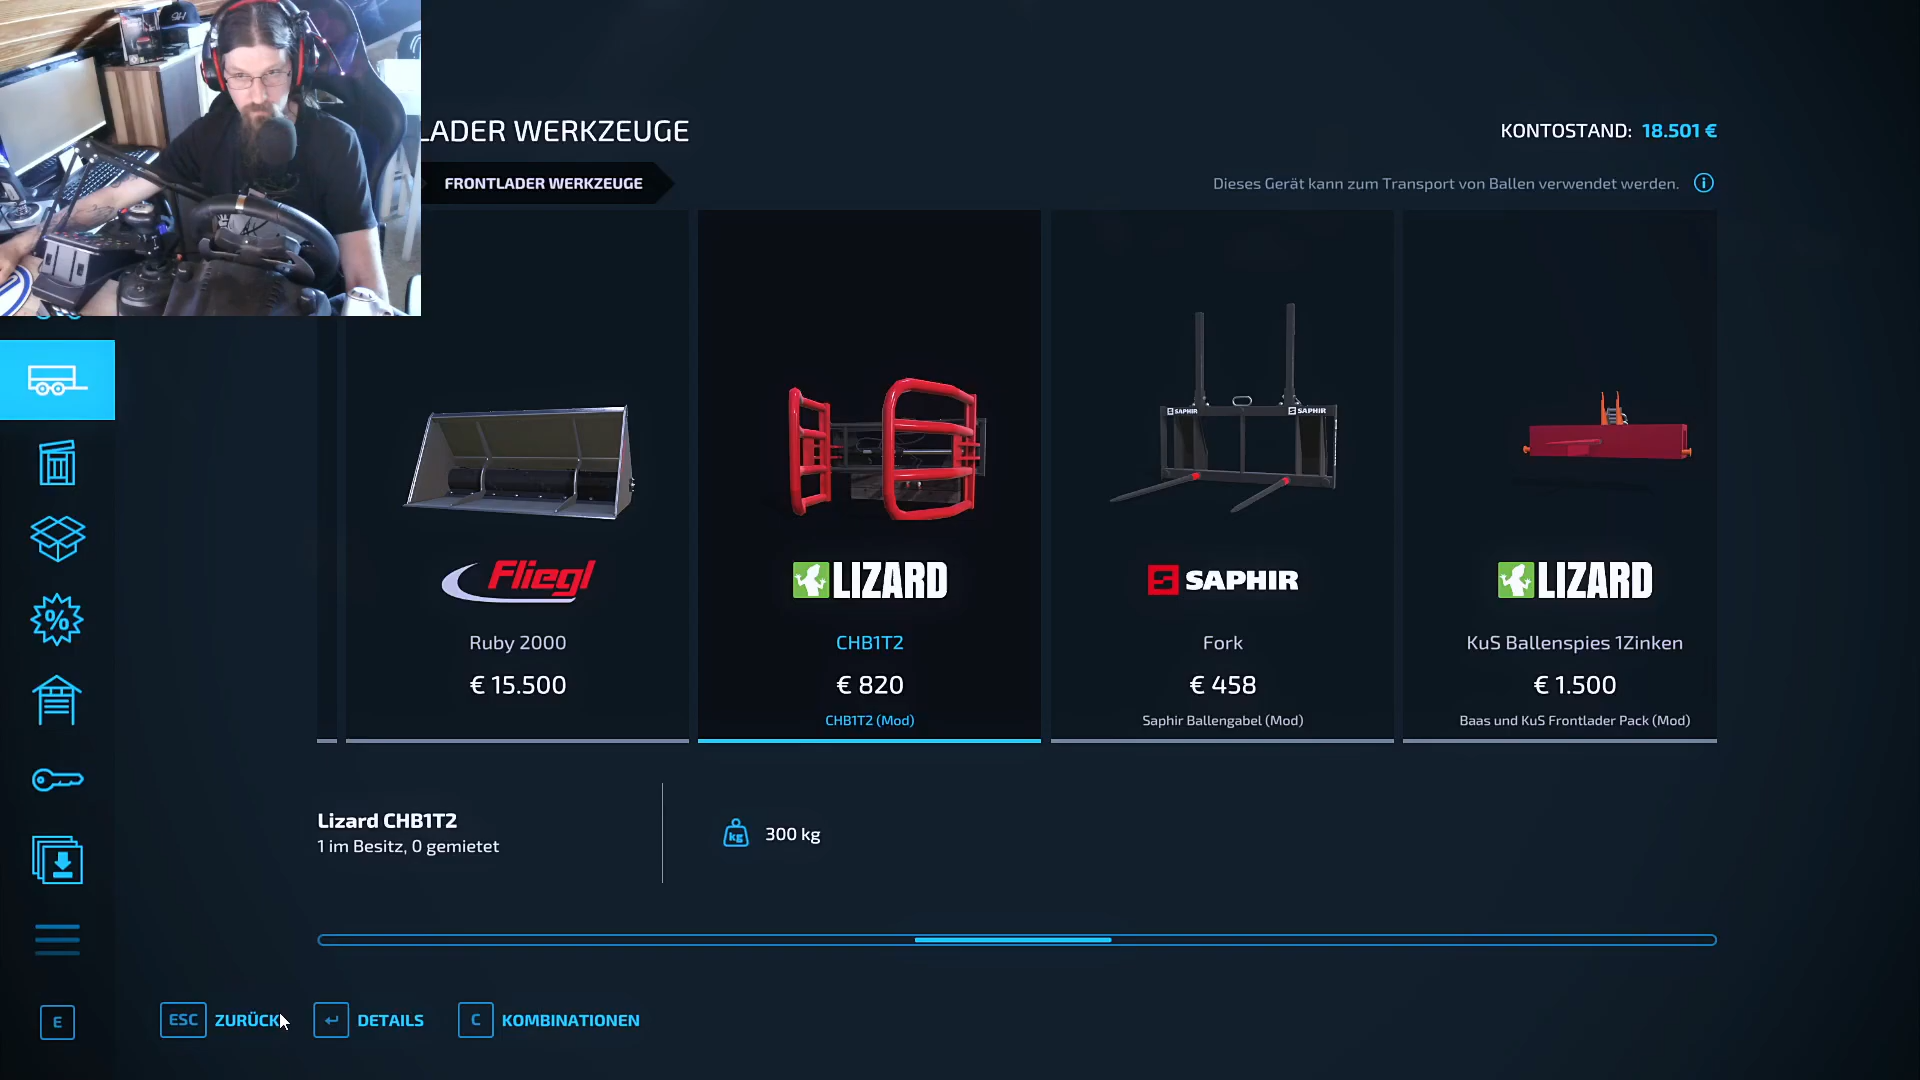 LADER WERKZEUGE
KONTOSTAND: 18.501 €
FRONTLADER WERKZEUGE
Dieses Gerät kann zum Transport von Ballen verwendet werden.
SAPHIR SAPHIR
Fliegl
LIZARD
SAPHIR
LIZARD
Ruby 2000
CHB1T2
Fork
KuS Ballenspies 1Zinken
€ 15.500
€ 820
€ 458
€ 1.500
CHB1T2 (Mod)
Saphir Ballengabel (Mod)
Baas und KuS Frontlader Pack (Mod)
Lizard CHB1T2
1 im Besitz, 0 gemietet
kg 300 kg
%
E
ESC ZURÜCK
DETAILS
C KOMBINATIONEN